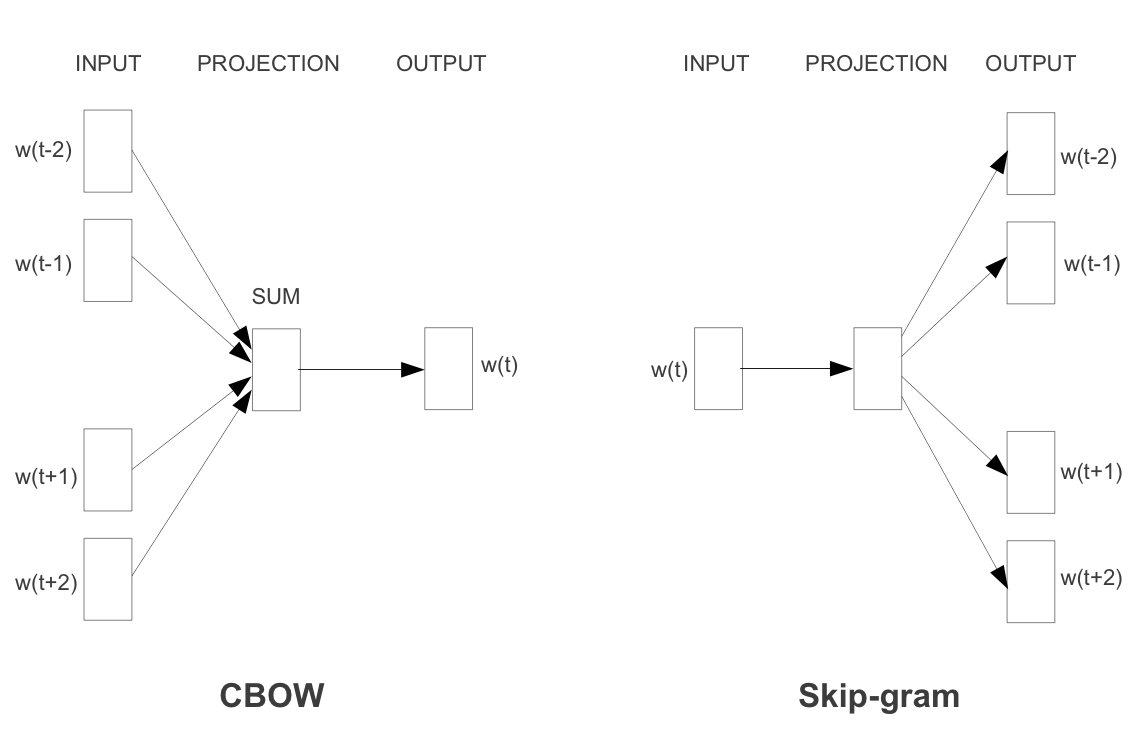 INPUT PROJECTION OUTPUT
w(t-2)
w(t-1)
SUM
w(t)
w(t+1)
w(t+2)
CBOW
INPUT PROJECTION OUTPUT
w(t-2)
w(t-1)
w(t)
w(t+1)
w(t+2)
Skip-gram